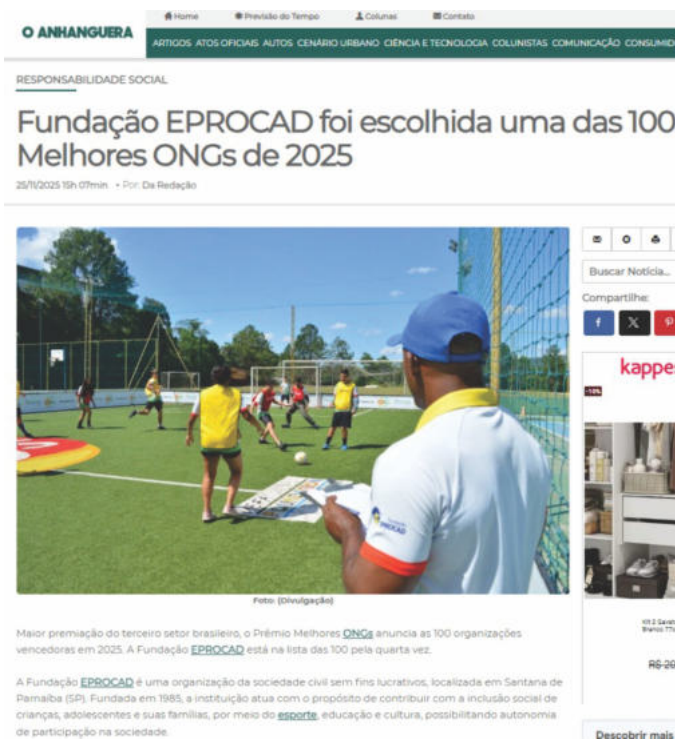 Home Previsão do Tempo Colunas Contato
O ANHANGUERA
ARTIGOS ATOS OFICIAIS AUTOS CENÁRIO URBANO CIÊNCIA E TECNOLOGIA COLUNISTAS COMUNICAÇÃO CONSUMID
RESPONSABILIDADE SOCIAL
Fundação EPROCAD foi escolhida uma das 100
Melhores ONGs de 2025
25/11/2025 15h 07min • Por: Da Redação
Buscar Notícia...
Compartilhe:
kappes
-10%
Fundação
EPROCAD
Foto: (Divulgação)
Maior premiação do terceiro setor brasileiro, o Prêmio Melhores ONGs anuncia as 100 organizações
vencedoras em 2025. A Fundação EPROCAD está na lista das 100 pela quarta vez.
A Fundação EPROCAD é uma organização da sociedade civil sem fins lucrativos, localizada em Santana de
Parnaíba (SP). Fundada em 1985, a instituição atua com o propósito de contribuir com a inclusão social de
crianças, adolescentes e suas famílias, por meio do esporte, educação e cultura, possibilitando autonomia
de participação na sociedade.
R$ 20
Descobrir mais